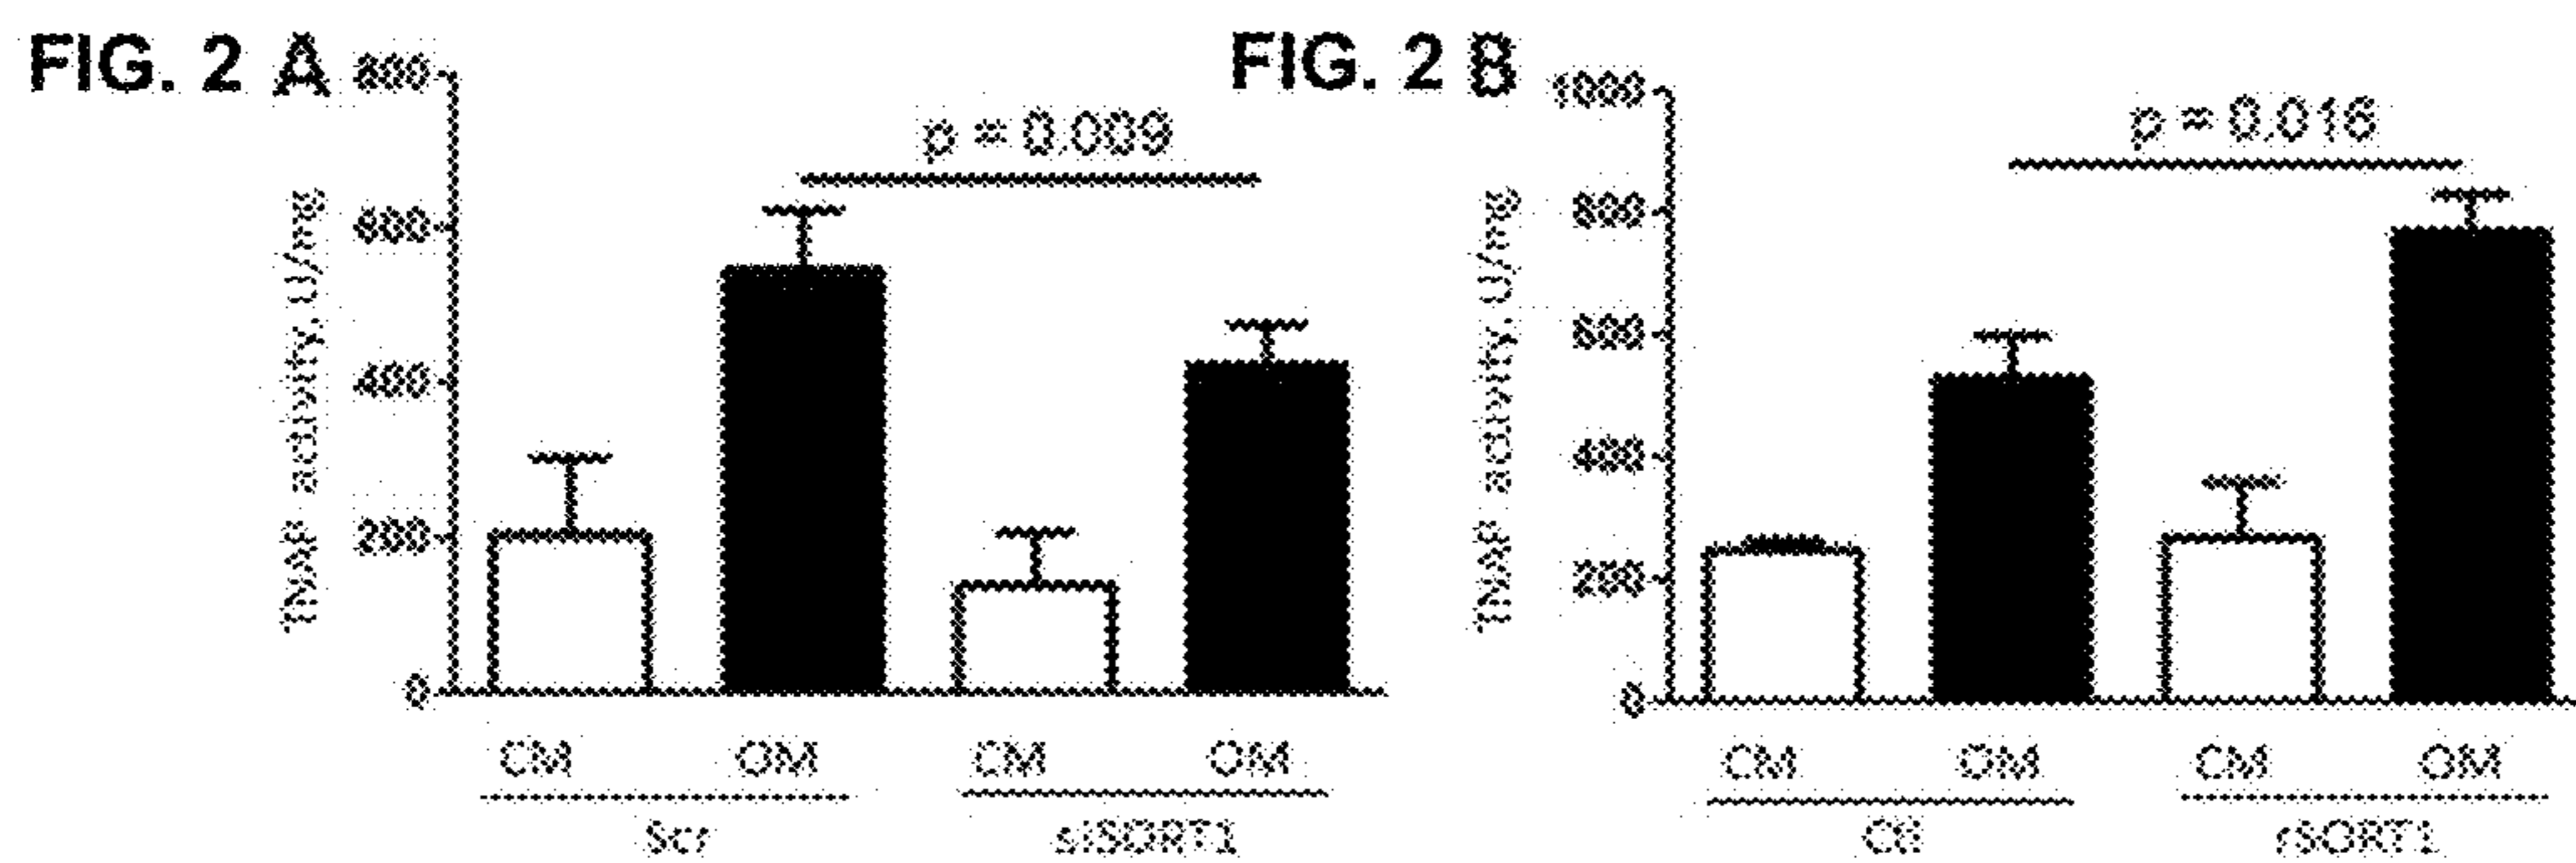 FIG. 2 A
800
600
400
200
0
TNAP activity, U/mg
p = 0.009
CM OM CM OM
Scr siSORT1
FIG. 2 B
1000
800
600
400
200
0
TNAP activity, U/mg
p = 0.016
CM OM CM OM
Ctl rSORT1